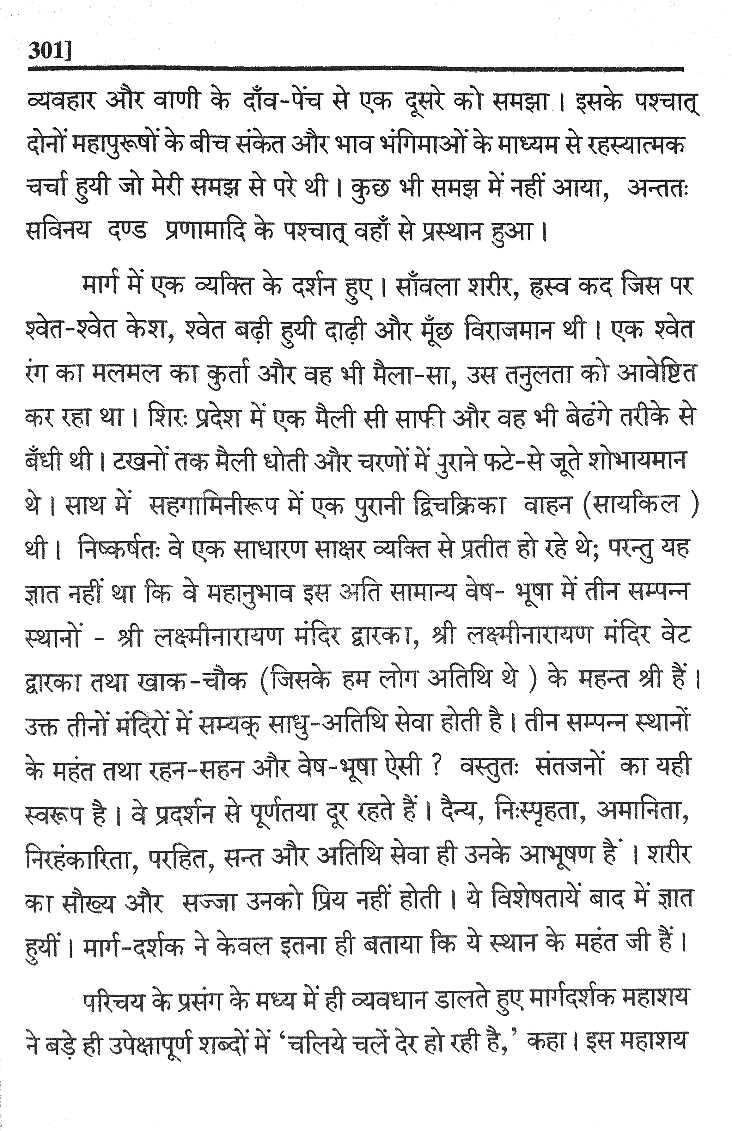 301]
व्यवहार और वाणी के दाँव-पेंच से एक दूसरे को समझा। इसके पश्चात्
दोनों महापुरूषों के बीच संकेत और भाव भंगिमाओं के माध्यम से रहस्यात्मक
चर्चा हुयी जो मेरी समझ से परे थी। कुछ भी समझ में नहीं आया, अन्ततः
सविनय दण्ड प्रणामादि के पश्चात् वहाँ से प्रस्थान हुआ।
मार्ग में एक व्यक्ति के दर्शन हुए। साँवला शरीर, ह्रस्व कद जिस पर
श्वेत-श्वेत केश, श्वेत बढ़ी हुयी दाढ़ी और मूँछ विराजमान थी। एक श्वेत
रंग का मलमल का कुर्ता और वह भी मैला-सा, उस तनुलता को आवेष्टित
कर रहा था। शिरः प्रदेश में एक मैली सी साफी और वह भी बेढंगे तरीके से
बँधी थी। टखनों तक मैली धोती और चरणों में पुराने फटे-से जूते शोभायमान
थे। साथ में सहगामिनीरूप में एक पुरानी द्विचक्रिका वाहन (सायकिल )
थी। निष्कर्षतः वे एक साधारण साक्षर व्यक्ति से प्रतीत हो रहे थे; परन्तु यह
ज्ञात नहीं था कि वे महानुभाव इस अति सामान्य वेष- भूषा में तीन सम्पन्न
स्थानों - श्री लक्ष्मीनारायण मंदिर द्वारका, श्री लक्ष्मीनारायण मंदिर वेट
द्वारका तथा खाक-चौक (जिसके हम लोग अतिथि थे ) के महन्त श्री हैं।
उक्त तीनों मंदिरों में सम्यक् साधु-अतिथि सेवा होती है। तीन सम्पन्न स्थानों
के महंत तथा रहन-सहन और वेष-भूषा ऐसी ? वस्तुतः संतजनों का यही
स्वरूप है। वे प्रदर्शन से पूर्णतया दूर रहते हैं। दैन्य, निःस्पृहता, अमानिता,
निरहंकारिता, परहित, सन्त और अतिथि सेवा ही उनके आभूषण हैं । शरीर
का सौख्य और सज्जा उनको प्रिय नहीं होती। ये विशेषतायें बाद में ज्ञात
हुयीं। मार्ग-दर्शक ने केवल इतना ही बताया कि ये स्थान के महंत जी हैं।
परिचय के प्रसंग के मध्य में ही व्यवधान डालते हुए मार्गदर्शक महाशय
ने बड़े ही उपेक्षापूर्ण शब्दों में ‘चलिये चलें देर हो रही है,’ कहा। इस महाशय